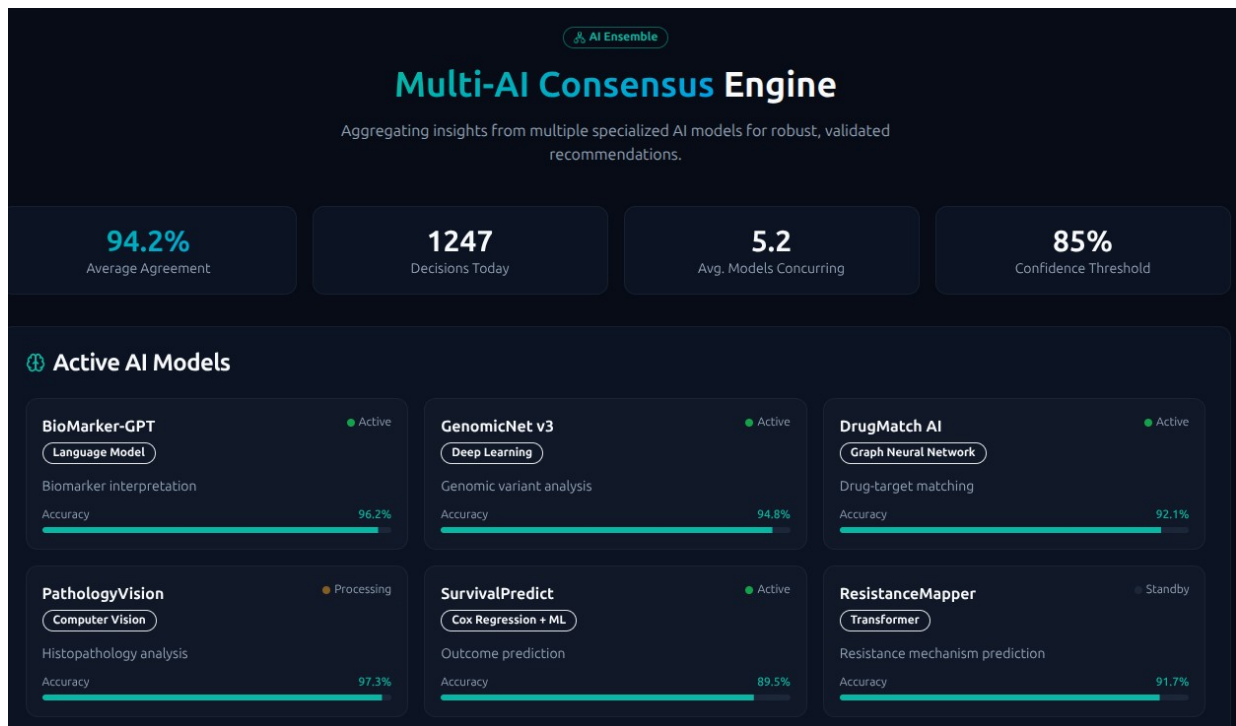 AI Ensemble
Multi-AI Consensus Engine
Aggregating insights from multiple specialized AI models for robust, validated
recommendations.
94.2%
Average Agreement
1247
Decisions Today
5.2
Avg. Models Concurring
85%
Confidence Threshold
Active AI Models
BioMarker-GPT
Active
Language Model
Biomarker interpretation
Accuracy 96.2%
GenomicNet v3
Active
Deep Learning
Genomic variant analysis
Accuracy 94.8%
DrugMatch AI
Active
Graph Neural Network
Drug-target matching
Accuracy 92.1%
PathologyVision
Processing
Computer Vision
Histopathology analysis
Accuracy 97.3%
SurvivalPredict
Active
Cox Regression + ML
Outcome prediction
Accuracy 89.5%
ResistanceMapper
Standby
Transformer
Resistance mechanism prediction
Accuracy 91.7%